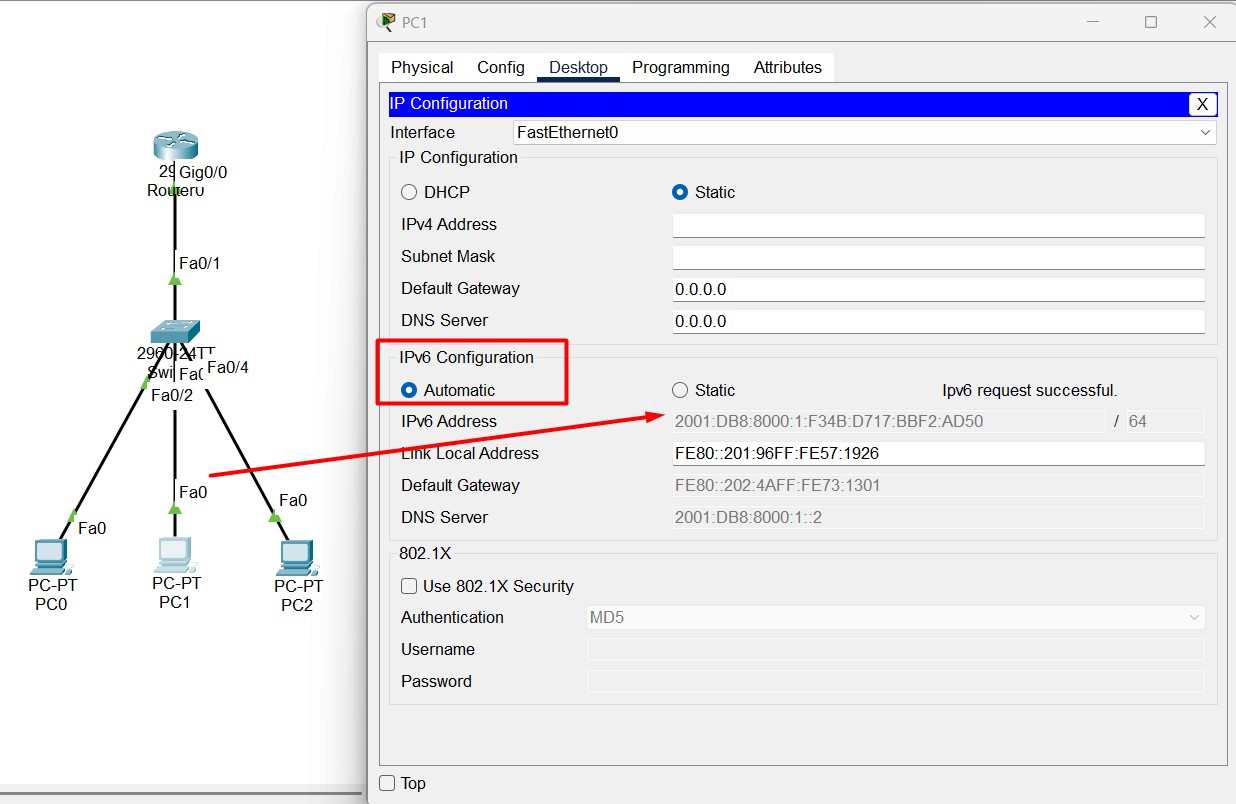 29 Gig0/0
Router0
Fa0/1
2960-24TT
Fa0/4
Swi
Fa0/2
Fa0
Fa0
Fa0
PC-PT
PC0
PC-PT
PC1
PC-PT
PC2
PC1
Physical Config Desktop Programming Attributes
IP Configuration X
Interface FastEthernet0
IP Configuration
DHCP Static
IPv4 Address
Subnet Mask
Default Gateway 0.0.0.0
DNS Server 0.0.0.0
IPv6 Configuration
Automatic Static Ipv6 request successful.
IPv6 Address 2001:DB8:8000:1:F34B:D717:BBF2:AD50 / 64
Link Local Address FE80::201:96FF:FE57:1926
Default Gateway FE80::202:4AFF:FE73:1301
DNS Server 2001:DB8:8000:1::2
802.1X
Use 802.1X Security
Authentication MD5
Username
Password
Top